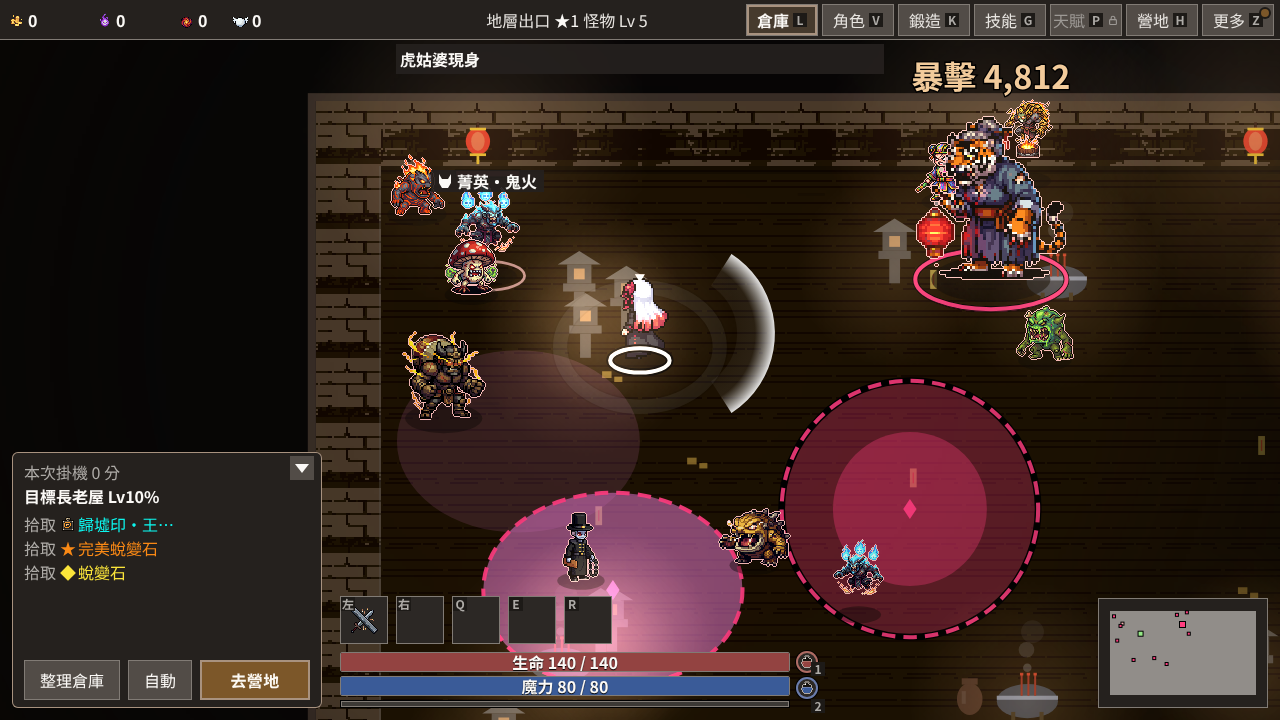 0 0 0 0 地層出口 ★1 怪物 Lv 5 倉庫 L 角色 V 鍛造 K 技能 G 天賦 P 營地 H 更多 Z
虎姑婆現身
暴擊 4,812
菁英·鬼火
本次掛機 0 分
目標長老屋 Lv10%
拾取 歸墟印·王…
拾取 ★完美蛻變石
拾取 ◆蛻變石
整理倉庫 自動 去營地
左 右 Q E R
生命 140 / 140 1
魔力 80 / 80 2